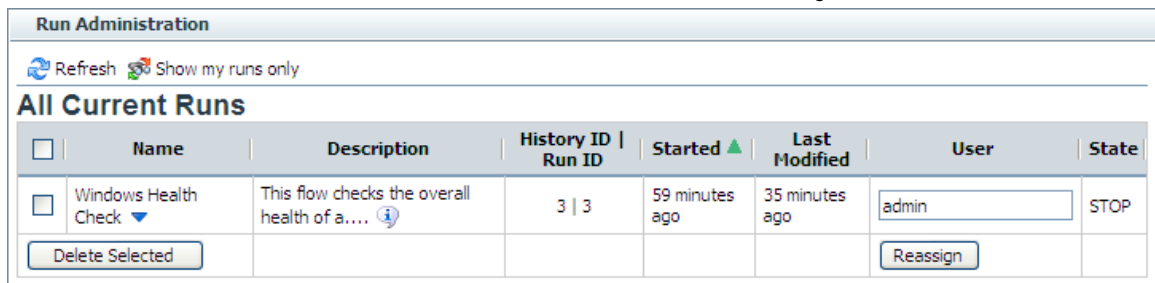 Run Administration
Refresh Show my runs only
All Current Runs
Name Description History ID | Run ID Started Last Modified User State
Windows Health Check This flow checks the overall health of a.... 3 | 3 59 minutes ago 35 minutes ago admin STOP
Delete Selected Reassign